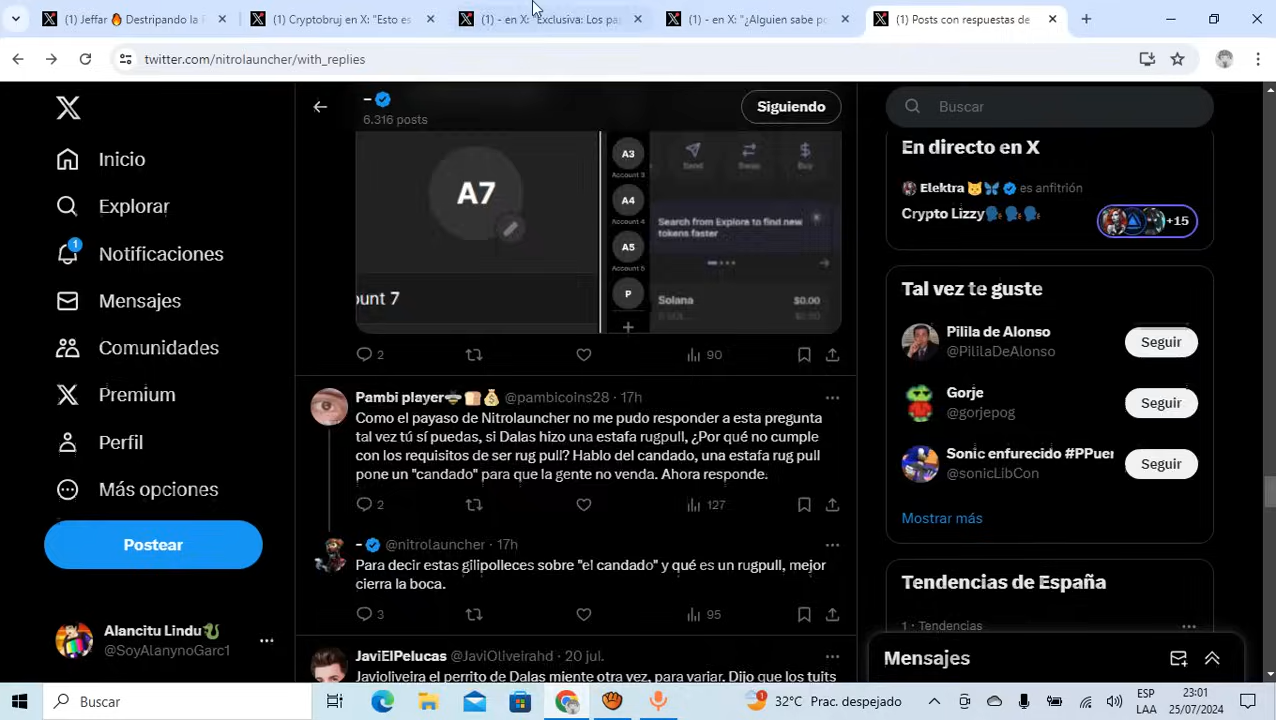 (1) Jeffar 🔥 Destripando la
(1) Cryptobruj en X: "Esto es
(1) - en X: "Exclusiva: Los pa
(1) - en X: "¿Alguien sabe po
(1) Posts con respuestas de
twitter.com/nitrolauncher/with_replies
Inicio
Explorar
1
Notificaciones
Mensajes
Comunidades
Premium
Perfil
Más opciones
Postear
Alancitu Lindu🐉
@SoyAlanynoGarc1
-
6.316 posts
Siguiendo
A7
ount 7
A3
Account 3
A4
Account 4
A5
Account 5
P
+
Send
Swap
Buy
Search from Explore to find new
tokens faster
Solana
$0.00
2
90
Pambi player🍞💰 @pambicoins28 · 17h
Como el payaso de Nitrolauncher no me pudo responder a esta pregunta
tal vez tú sí puedas, si Dalas hizo una estafa rugpull, ¿Por qué no cumple
con los requisitos de ser rug pull? Hablo del candado, una estafa rug pull
pone un "candado" para que la gente no venda. Ahora responde.
2
127
- @nitrolauncher · 17h
Para decir estas gilipolleces sobre "el candado" y qué es un rugpull, mejor
cierra la boca.
3
95
JaviElPelucas @JaviOliveirahd · 20 jul.
Javioliveira el perrito de Dalas miente otra vez, para variar. Dijo que los tuits
Buscar
En directo en X
Elektra 😺🦋 es anfitrión
Crypto Lizzy🗣🗣🗣
+15
Tal vez te guste
Pilila de Alonso
@PililaDeAlonso
Seguir
Gorje
@gorjepog
Seguir
Sonic enfurecido #PPuer
@sonicLibCon
Seguir
Mostrar más
Tendencias de España
1 · Tendencias
Mensajes
Buscar
1
32°C Prac. despejado
ESP
LAA
23:01
25/07/2024